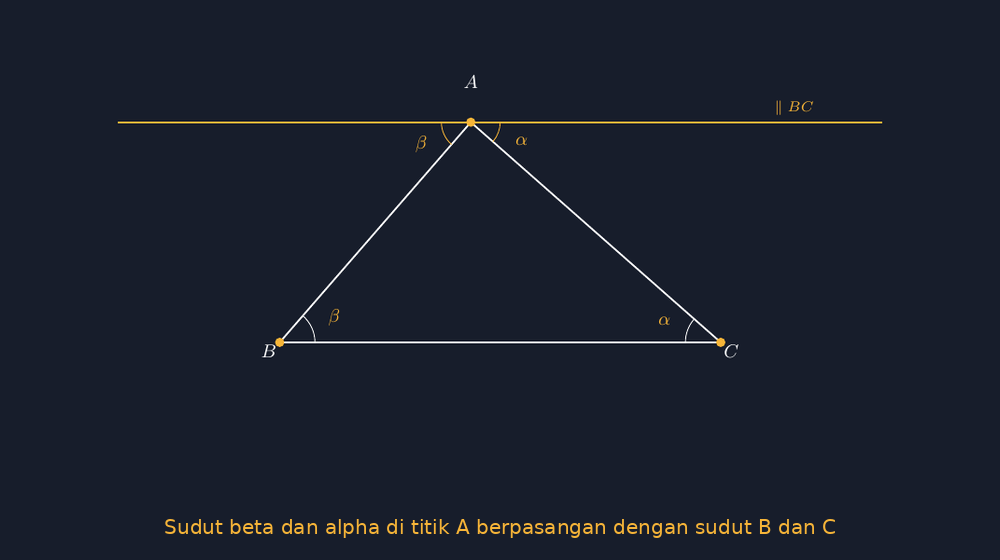 A
∥ BC
β α
β α
B C
Sudut beta dan alpha di titik A berpasangan dengan sudut B dan C